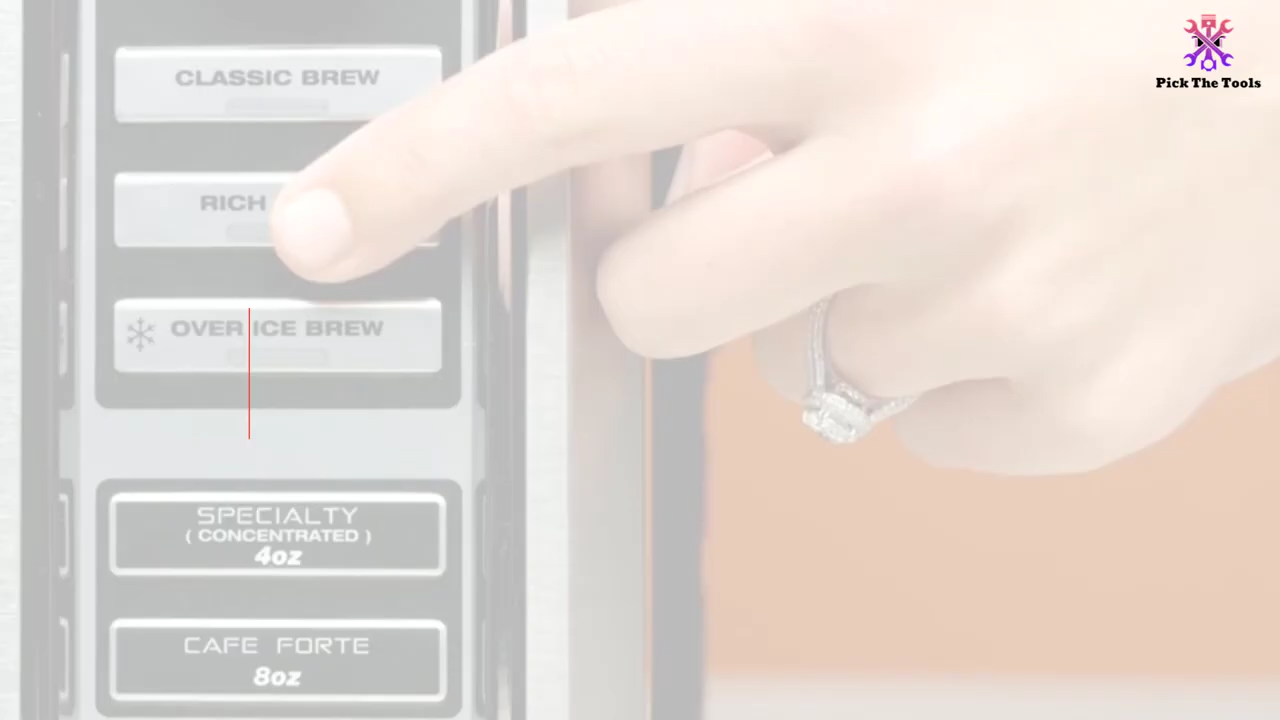 CLASSIC BREW
RICH
OVER ICE BREW
SPECIALTY
( CONCENTRATED )
4oz
CAFE FORTE
8oz
Pick The Tools